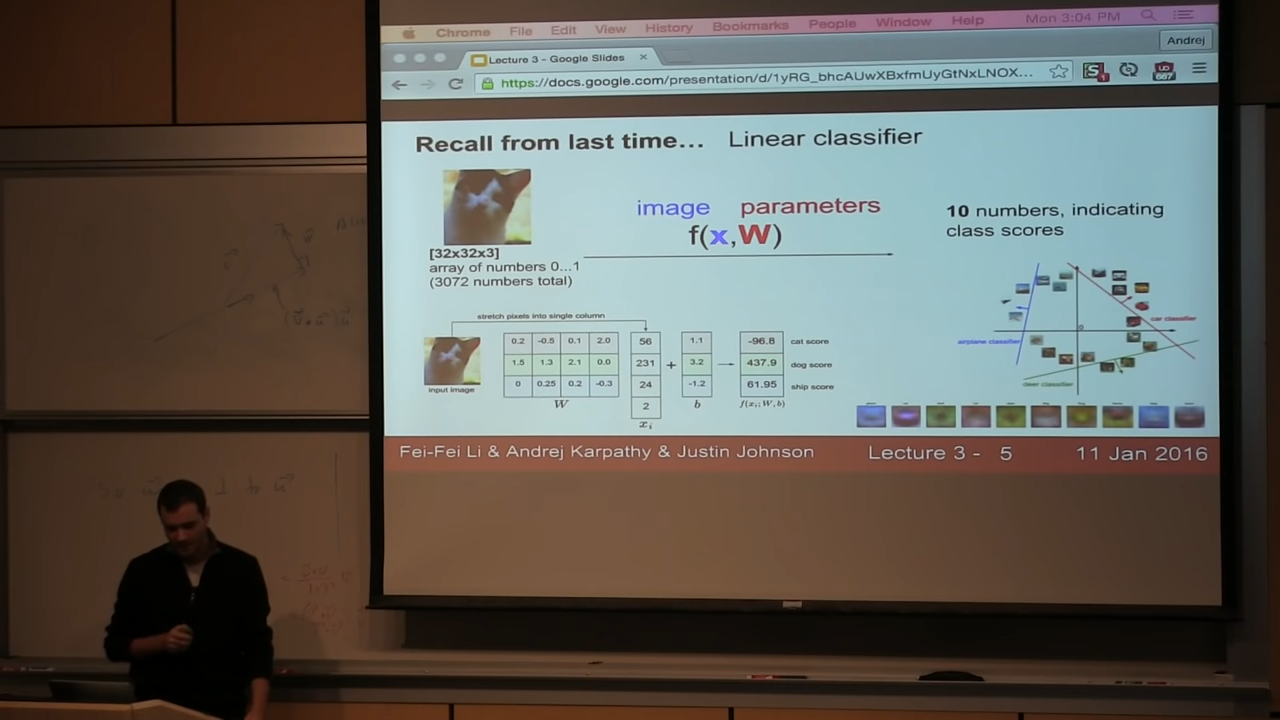 Chrome File Edit View History Bookmarks People Window Help Mon 3:04 PM
Lecture 3 - Google Slides
Andrej
https://docs.google.com/presentation/d/1yRG_bhcAUwXBxfmUyGtNxLNOX...
Recall from last time... Linear classifier
image parameters
f(x,W)
10 numbers, indicating
class scores
[32x32x3]
array of numbers 0...1
(3072 numbers total)
stretch pixels into single column
input image
0.2 -0.5 0.1 2.0
1.5 1.3 2.1 0.0
0 0.25 0.2 -0.3
W
56
231
24
2
xi
+
1.1
3.2
-1.2
b
-96.8 cat score
437.9 dog score
61.95 ship score
f(xi; W, b)
airplane classifier
car classifier
deer classifier
Fei-Fei Li & Andrej Karpathy & Justin Johnson Lecture 3 - 5 11 Jan 2016